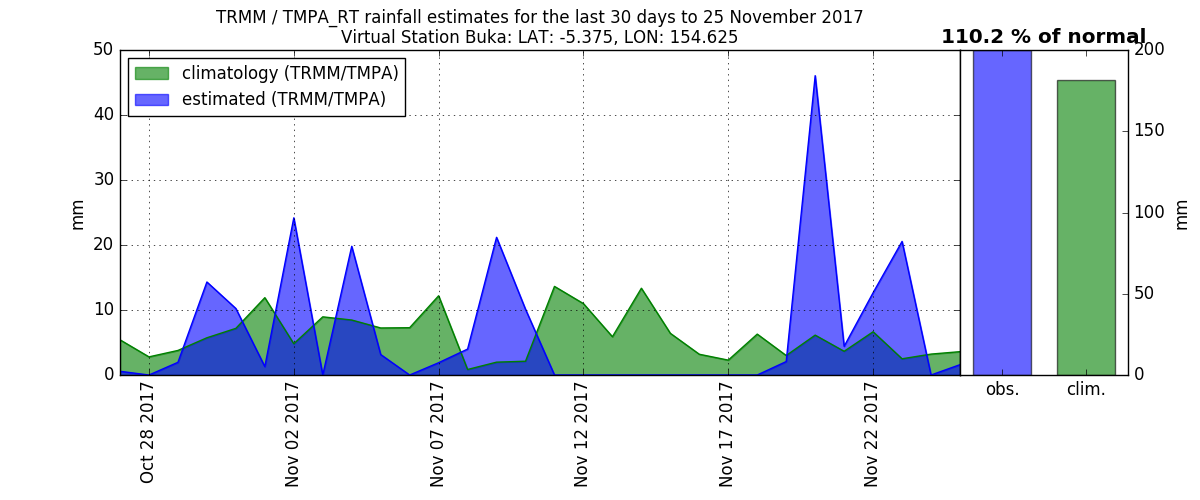 TRMM / TMPA_RT rainfall estimates for the last 30 days to 25 November 2017
Virtual Station Buka: LAT: -5.375, LON: 154.625
110.2 % of normal
climatology (TRMM/TMPA)
estimated (TRMM/TMPA)
50
40
30
20
10
0
mm
200
150
100
50
0
mm
obs.
clim.
Oct 28 2017
Nov 02 2017
Nov 07 2017
Nov 12 2017
Nov 17 2017
Nov 22 2017